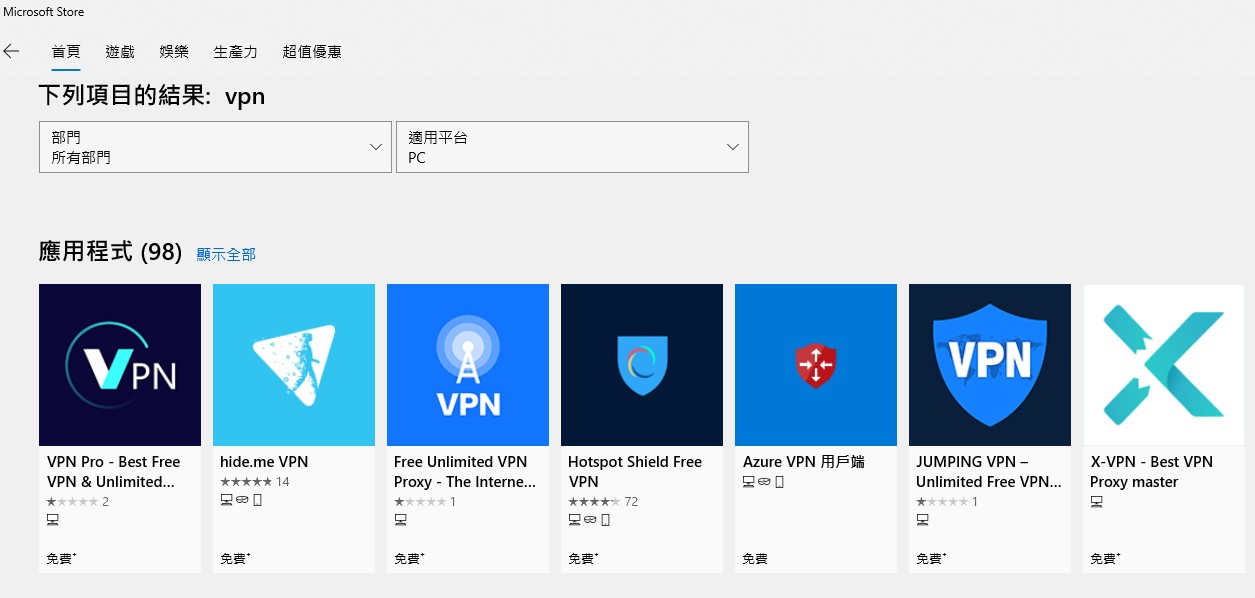 Microsoft Store
首頁 遊戲 娛樂 生產力 超值優惠
下列項目的結果: vpn
部門
所有部門
適用平台
PC
應用程式 (98) 顯示全部
VPN
VPN Pro - Best Free
VPN & Unlimited...
2
免費+
hide.me VPN
14
免費+
VPN
Free Unlimited VPN
Proxy - The Interne...
1
免費+
Hotspot Shield Free
VPN
72
免費+
Azure VPN 用戶端
免費
VPN
JUMPING VPN –
Unlimited Free VPN...
1
免費+
X-VPN - Best VPN
Proxy master
免費+